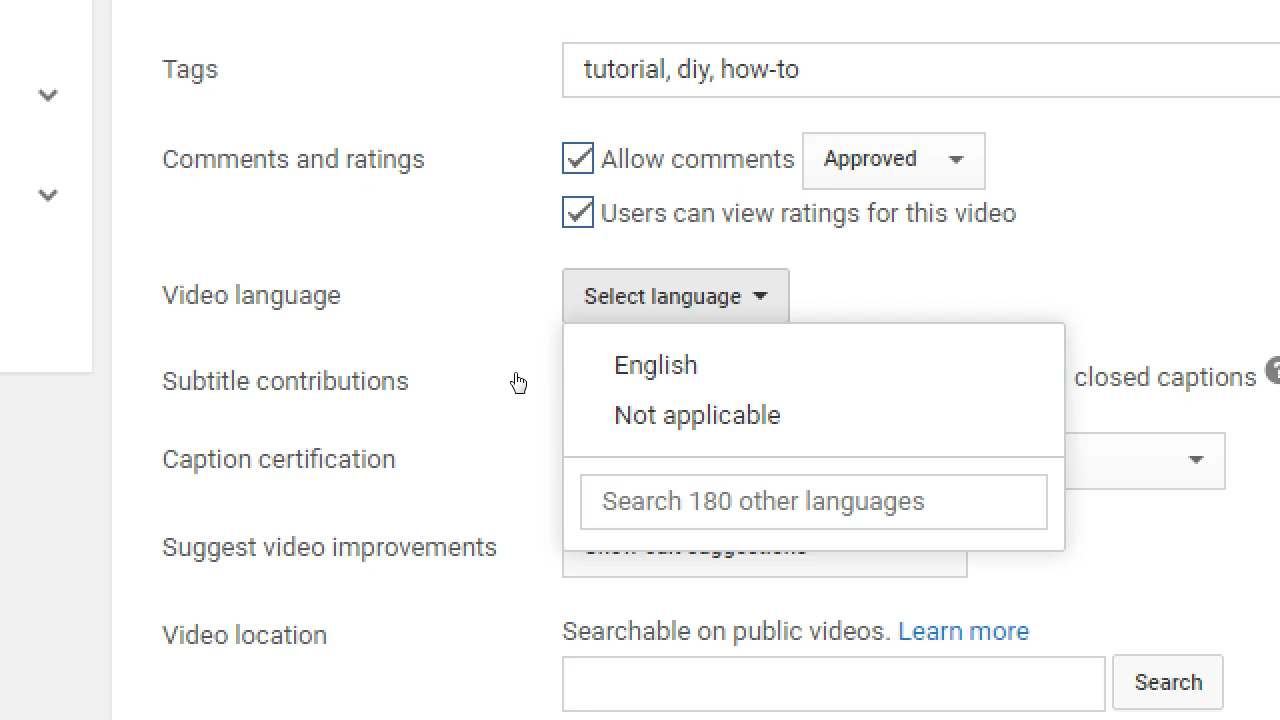 Tags
tutorial, diy, how-to
Comments and ratings
Allow comments
Approved
Users can view ratings for this video
Video language
Select language
English
Not applicable
Search 180 other languages
Subtitle contributions
closed captions
Caption certification
Suggest video improvements
Video location
Searchable on public videos. Learn more
Search